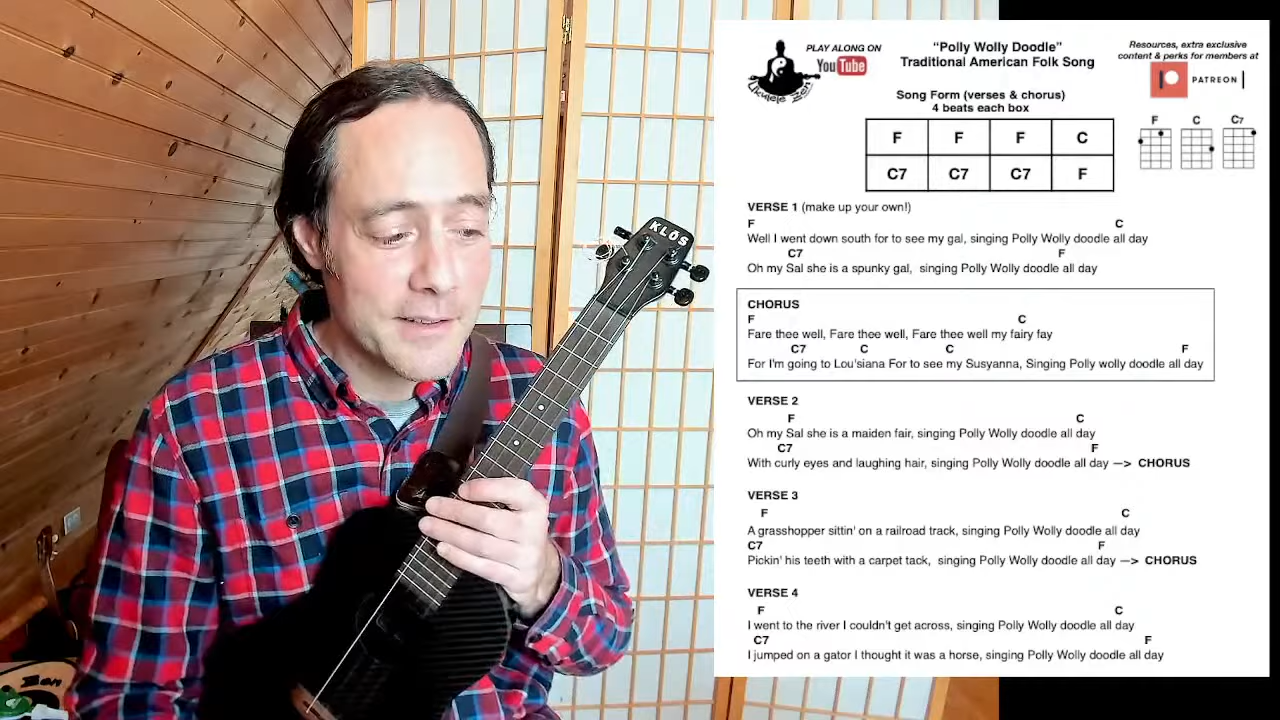 KLŌS
PLAY ALONG ON
YouTube
Ukulele Zen
"Polly Wolly Doodle"
Traditional American Folk Song
Resources, extra exclusive
content & perks for members at
PATREON
Song Form (verses & chorus)
4 beats each box
F F F C
C7 C7 C7 F
F C C7
VERSE 1 (make up your own!)
F C
Well I went down south for to see my gal, singing Polly Wolly doodle all day
C7 F
Oh my Sal she is a spunky gal, singing Polly Wolly doodle all day
CHORUS
F C
Fare thee well, Fare thee well, Fare thee well my fairy fay
C7 C C F
For I'm going to Lou'siana For to see my Susyanna, Singing Polly wolly doodle all day
VERSE 2
F C
Oh my Sal she is a maiden fair, singing Polly Wolly doodle all day
C7 F
With curly eyes and laughing hair, singing Polly Wolly doodle all day —> CHORUS
VERSE 3
F C
A grasshopper sittin' on a railroad track, singing Polly Wolly doodle all day
C7 F
Pickin' his teeth with a carpet tack, singing Polly Wolly doodle all day —> CHORUS
VERSE 4
F C
I went to the river I couldn't get across, singing Polly Wolly doodle all day
C7 F
I jumped on a gator I thought it was a horse, singing Polly Wolly doodle all day
Zen